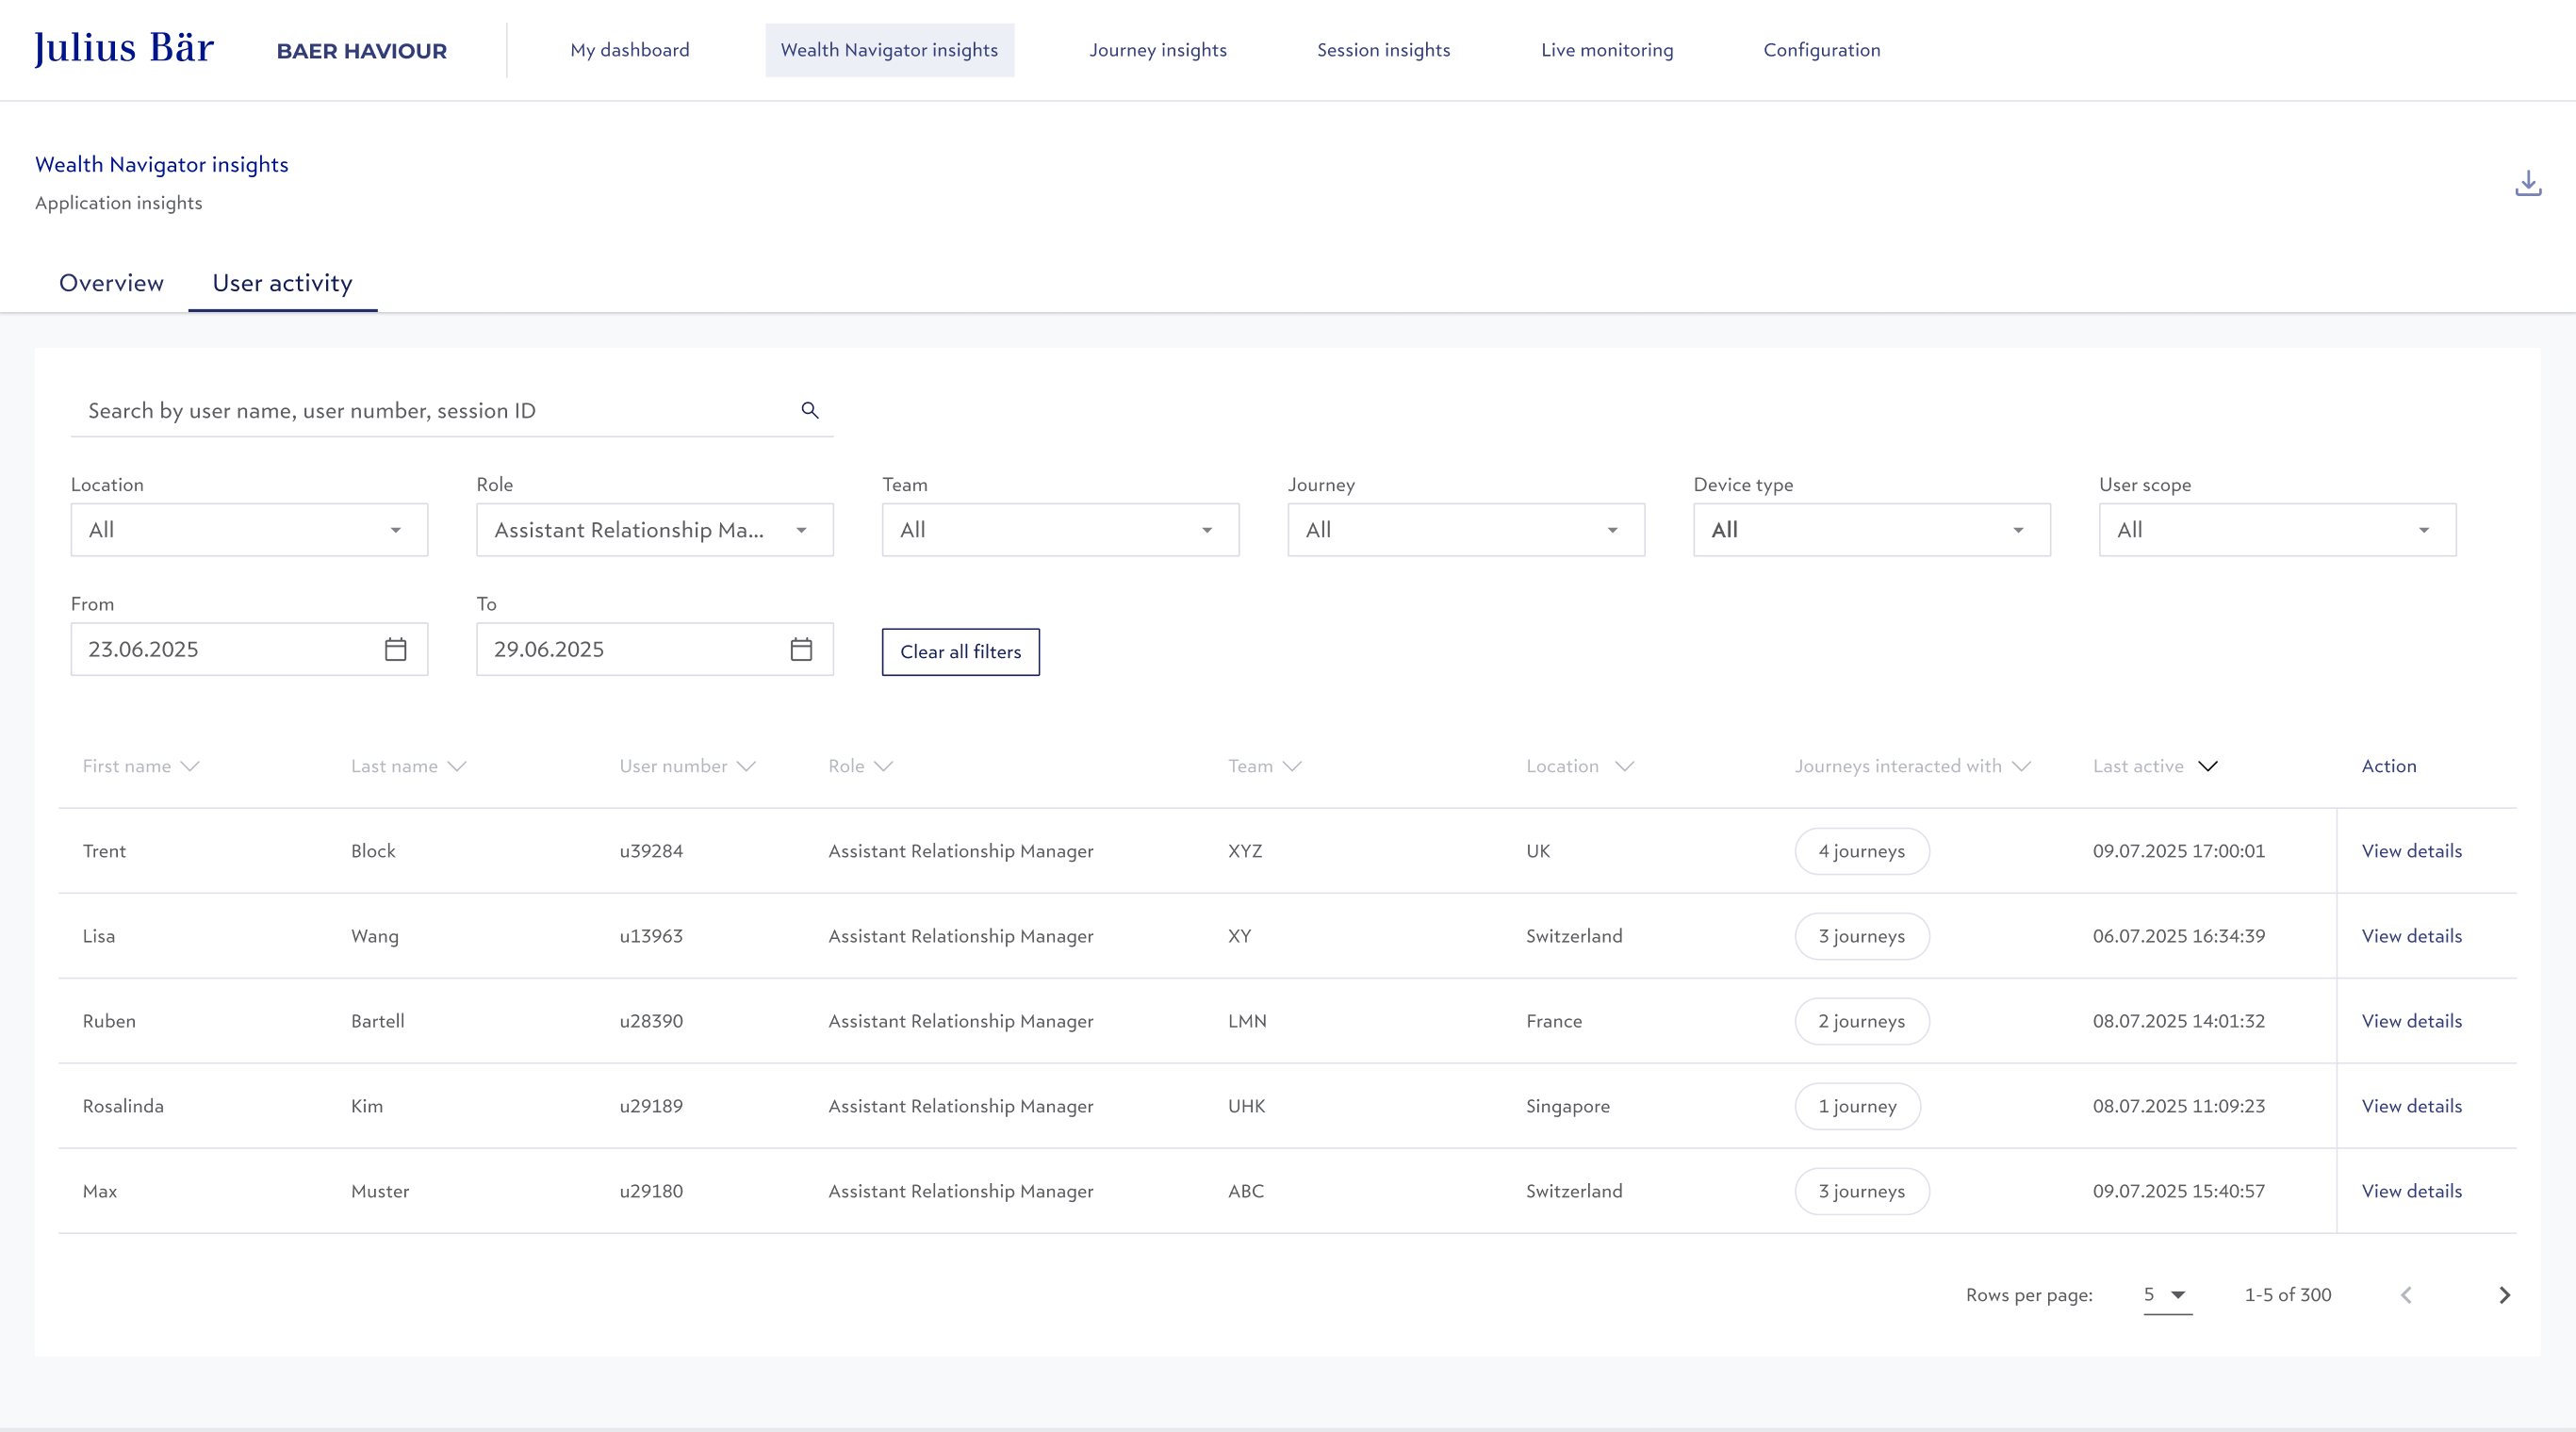 Julius Bär
BAER HAVIOUR
My dashboard
Wealth Navigator insights
Journey insights
Session insights
Live monitoring
Configuration
Wealth Navigator insights
Application insights
Overview
User activity
Search by user name, user number, session ID
Location
Role
Team
Journey
Device type
User scope
All
Assistant Relationship Ma...
All
All
All
All
From
To
23.06.2025
29.06.2025
Clear all filters
First name
Last name
User number
Role
Team
Location
Journeys interacted with
Last active
Action
Trent
Block
u39284
Assistant Relationship Manager
XYZ
UK
4 journeys
09.07.2025 17:00:01
View details
Lisa
Wang
u13963
Assistant Relationship Manager
XY
Switzerland
3 journeys
06.07.2025 16:34:39
View details
Ruben
Bartell
u28390
Assistant Relationship Manager
LMN
France
2 journeys
08.07.2025 14:01:32
View details
Rosalinda
Kim
u29189
Assistant Relationship Manager
UHK
Singapore
1 journey
08.07.2025 11:09:23
View details
Max
Muster
u29180
Assistant Relationship Manager
ABC
Switzerland
3 journeys
09.07.2025 15:40:57
View details
Rows per page:
5
1-5 of 300